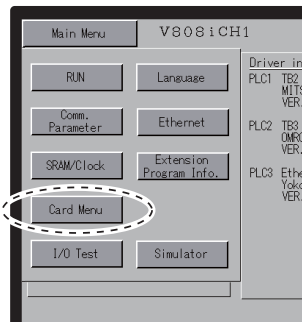 Main Menu
V808iCH1
RUN
Language
Comm.
Parameter
Ethernet
SRAM/Clock
Extension
Program Info.
Card Menu
I/O Test
Simulator
Driver in
PLC1 TB2
MITS
VER.
PLC2 TB3
OMRO
VER.
PLC3 Ethe
Yoko
VER.